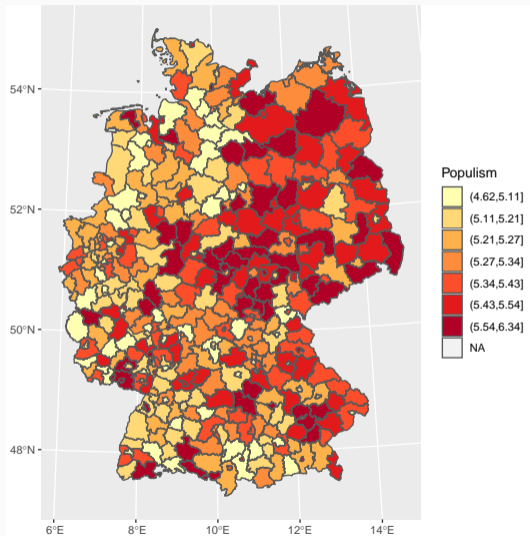 54°N
52°N
50°N
48°N
6°E
8°E
10°E
12°E
14°E
Populism
(4.62,5.11]
(5.11,5.21]
(5.21,5.27]
(5.27,5.34]
(5.34,5.43]
(5.43,5.54]
(5.54,6.34]
NA